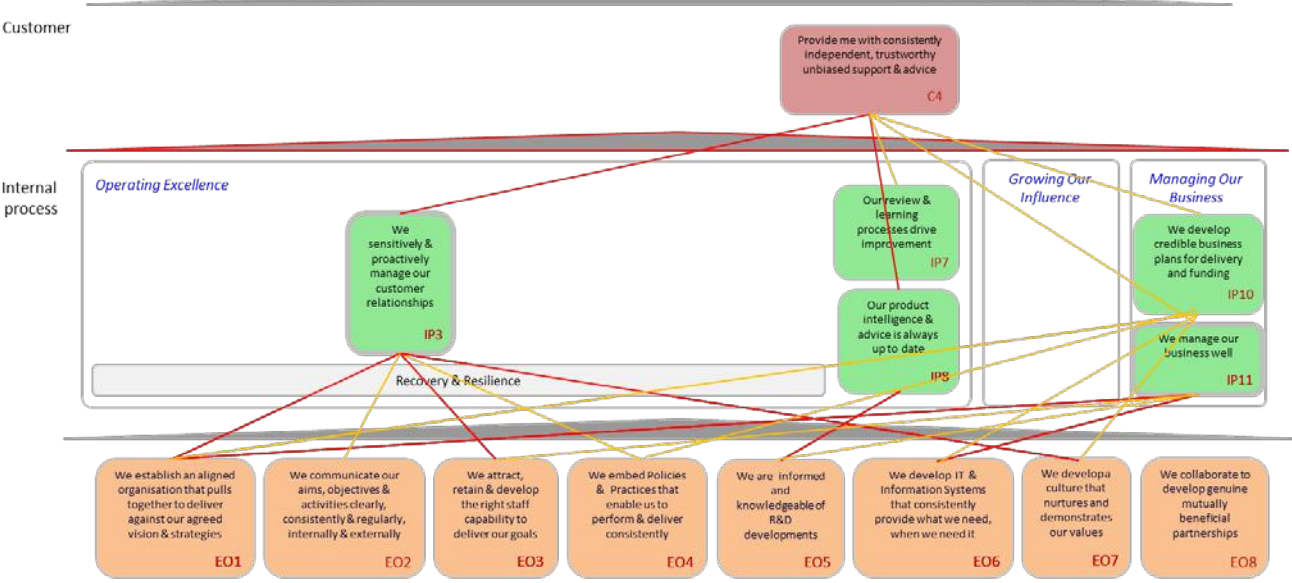 Customer
Provide me with consistently
independent, trustworthy
unbiased support & advice
C4
Internal
process
Operating Excellence
Growing Our
Influence
Managing Our
Business
We
sensitively &
proactively
manage our
customer
relationships
IP3
Our review &
learning
processes drive
improvement
IP7
Our product
intelligence &
advice is always
up to date
IP8
We develop
credible business
plans for delivery
and funding
IP10
We manage our
business well
IP11
Recovery & Resilience
We establish an aligned
organisation that pulls
together to deliver
against our agreed
vision & strategies
EO1
We communicate our
aims, objectives &
activities clearly,
consistently & regularly,
internally & externally
EO2
We attract,
retain & develop
the right staff
capability to
deliver our goals
EO3
We embed Policies
& Practices that
enable us to
perform & deliver
consistently
EO4
We are informed
and
knowledgeable of
R&D
developments
EO5
We develop IT &
Information Systems
that consistently
provide what we need,
when we need it
EO6
We develop a
culture that
nurtures and
demonstrates
our values
EO7
We collaborate to
develop genuine
mutually
beneficial
partnerships
EO8